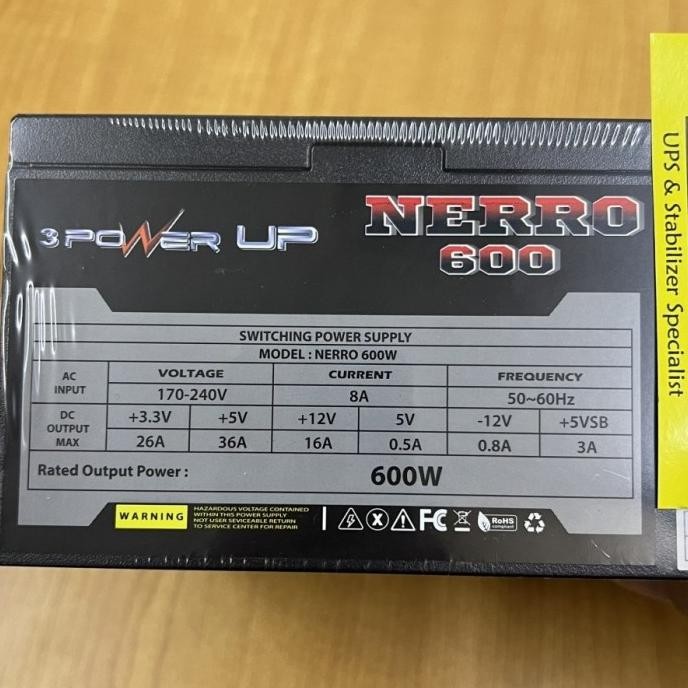 3 POWER UP
NERRO
600
SWITCHING POWER SUPPLY
MODEL : NERRO 600W
AC INPUT VOLTAGE CURRENT FREQUENCY
170-240V 8A 50~60Hz
DC OUTPUT MAX +3.3V +5V +12V 5V -12V +5VSB
26A 36A 16A 0.5A 0.8A 3A
Rated Output Power : 600W
WARNING
HAZARDOUS VOLTAGE CONTAINED
WITHIN THIS POWER SUPPLY
NOT USER SEVICEABLE RETURN
TO SERVICE CENTER FOR REPAIR
FC
RoHS
compliant
UPS & Stabilizer Specialist